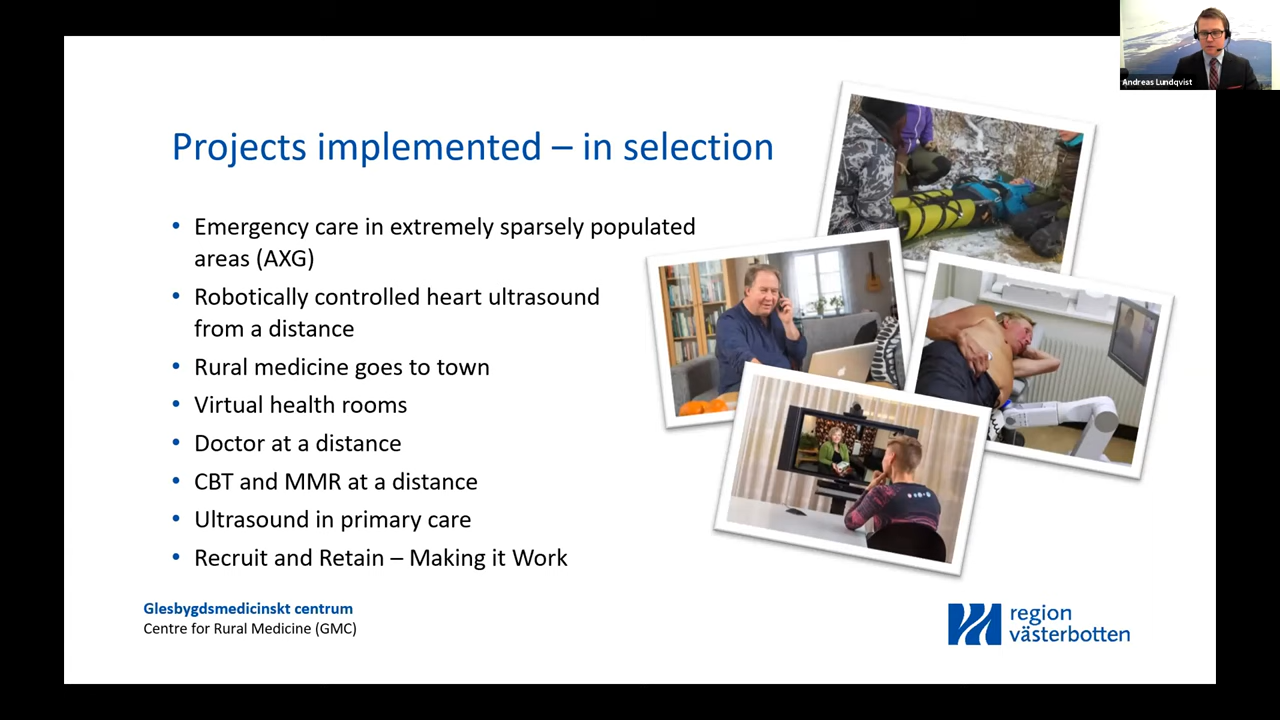 Andreas Lundqvist
Projects implemented – in selection
• Emergency care in extremely sparsely populated
areas (AXG)
• Robotically controlled heart ultrasound
from a distance
• Rural medicine goes to town
• Virtual health rooms
• Doctor at a distance
• CBT and MMR at a distance
• Ultrasound in primary care
• Recruit and Retain – Making it Work
Glesbygdsmedicinskt centrum
Centre for Rural Medicine (GMC)
region
västerbotten